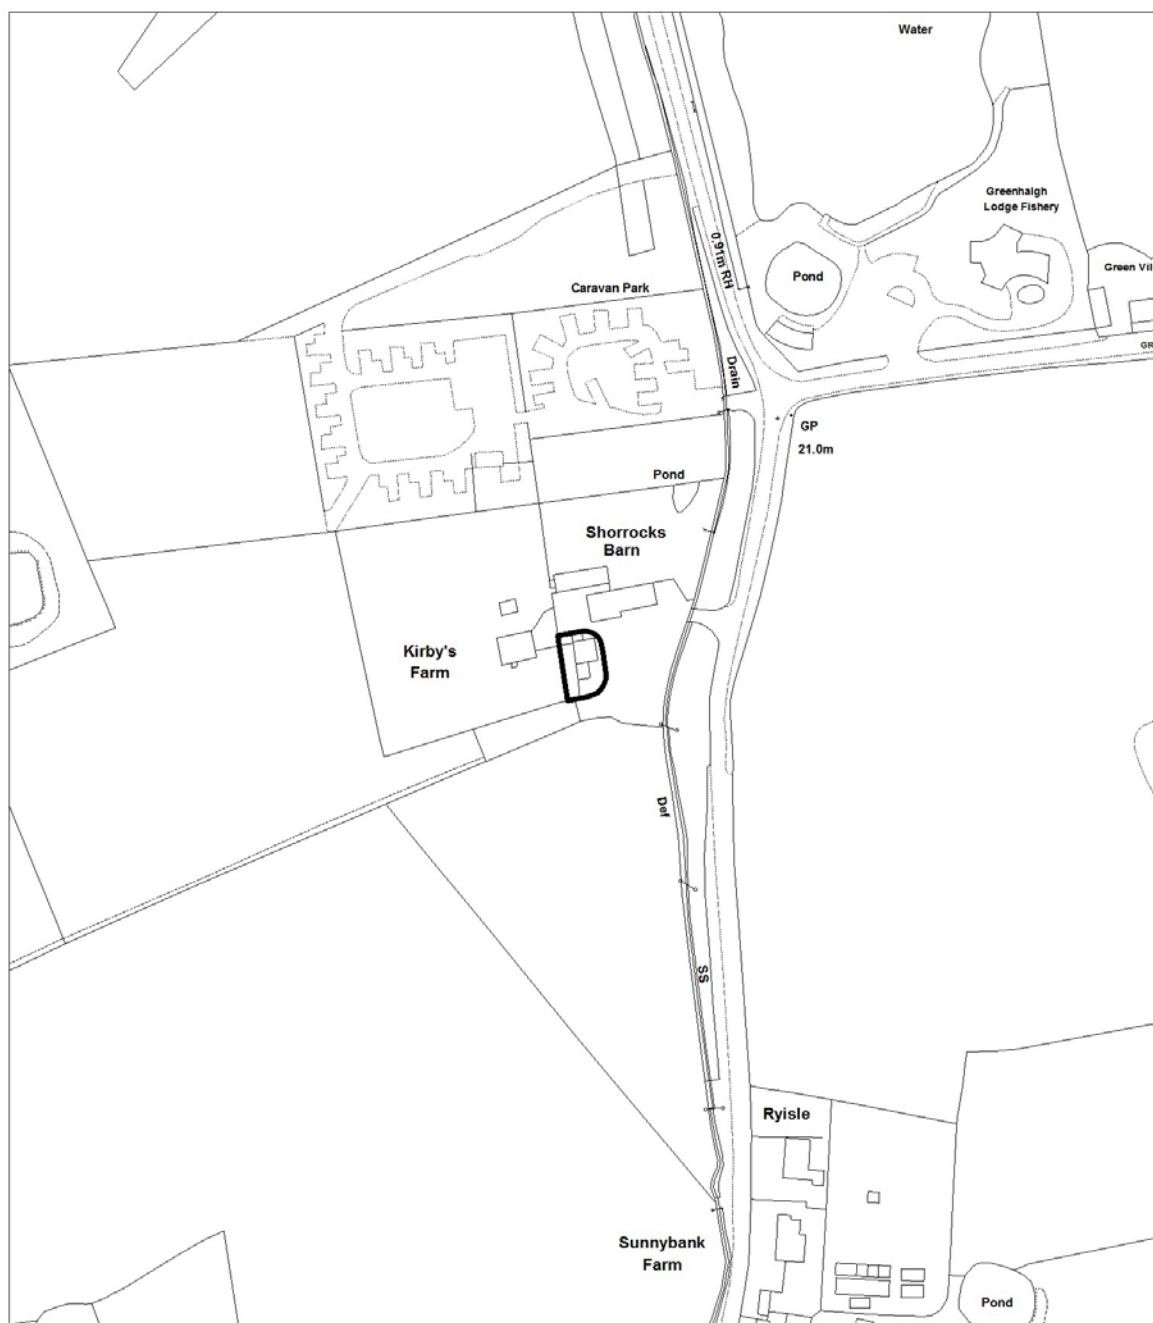 Water
Greenhalgh
Lodge Fishery
0.91m RH
Pond
Green Vil
Caravan Park
GR
Drain
GP
21.0m
Pond
Shorrocks
Barn
Kirby's
Farm
Def
SS
Ryisle
Sunnybank
Farm
Pond